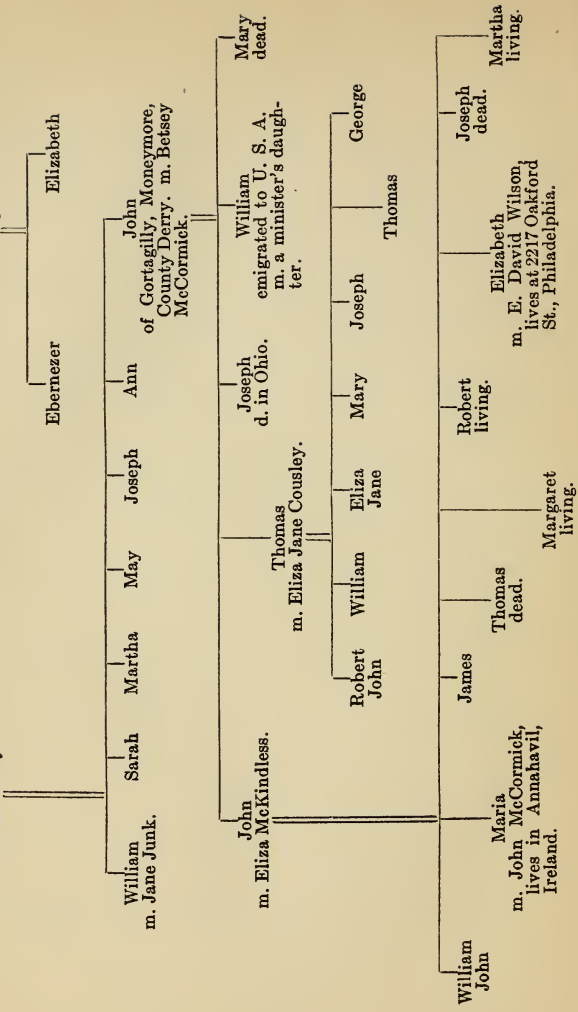 Ebernezer
Elizabeth
William
m. Jane Junk.
Sarah
Martha
May
Joseph
Ann
John
of Gortagilly, Moneymore,
County Derry. m. Betsey
McCormick.
John
m. Eliza McKindless.
Thomas
m. Eliza Jane Cousley.
Joseph
d. in Ohio.
William
emigrated to U. S. A.
m. a minister's daugh-
ter.
Mary
dead.
Robert
John
William
Eliza
Jane
Mary
Joseph
Thomas
George
William
John
Maria
m. John McCormick,
lives in Annahavil,
Ireland.
James
Thomas
dead.
Margaret
living.
Robert
living.
Elizabeth
m. E. David Wilson,
lives at 2217 Oakford
St., Philadelphia.
Joseph
dead.
Martha
living.